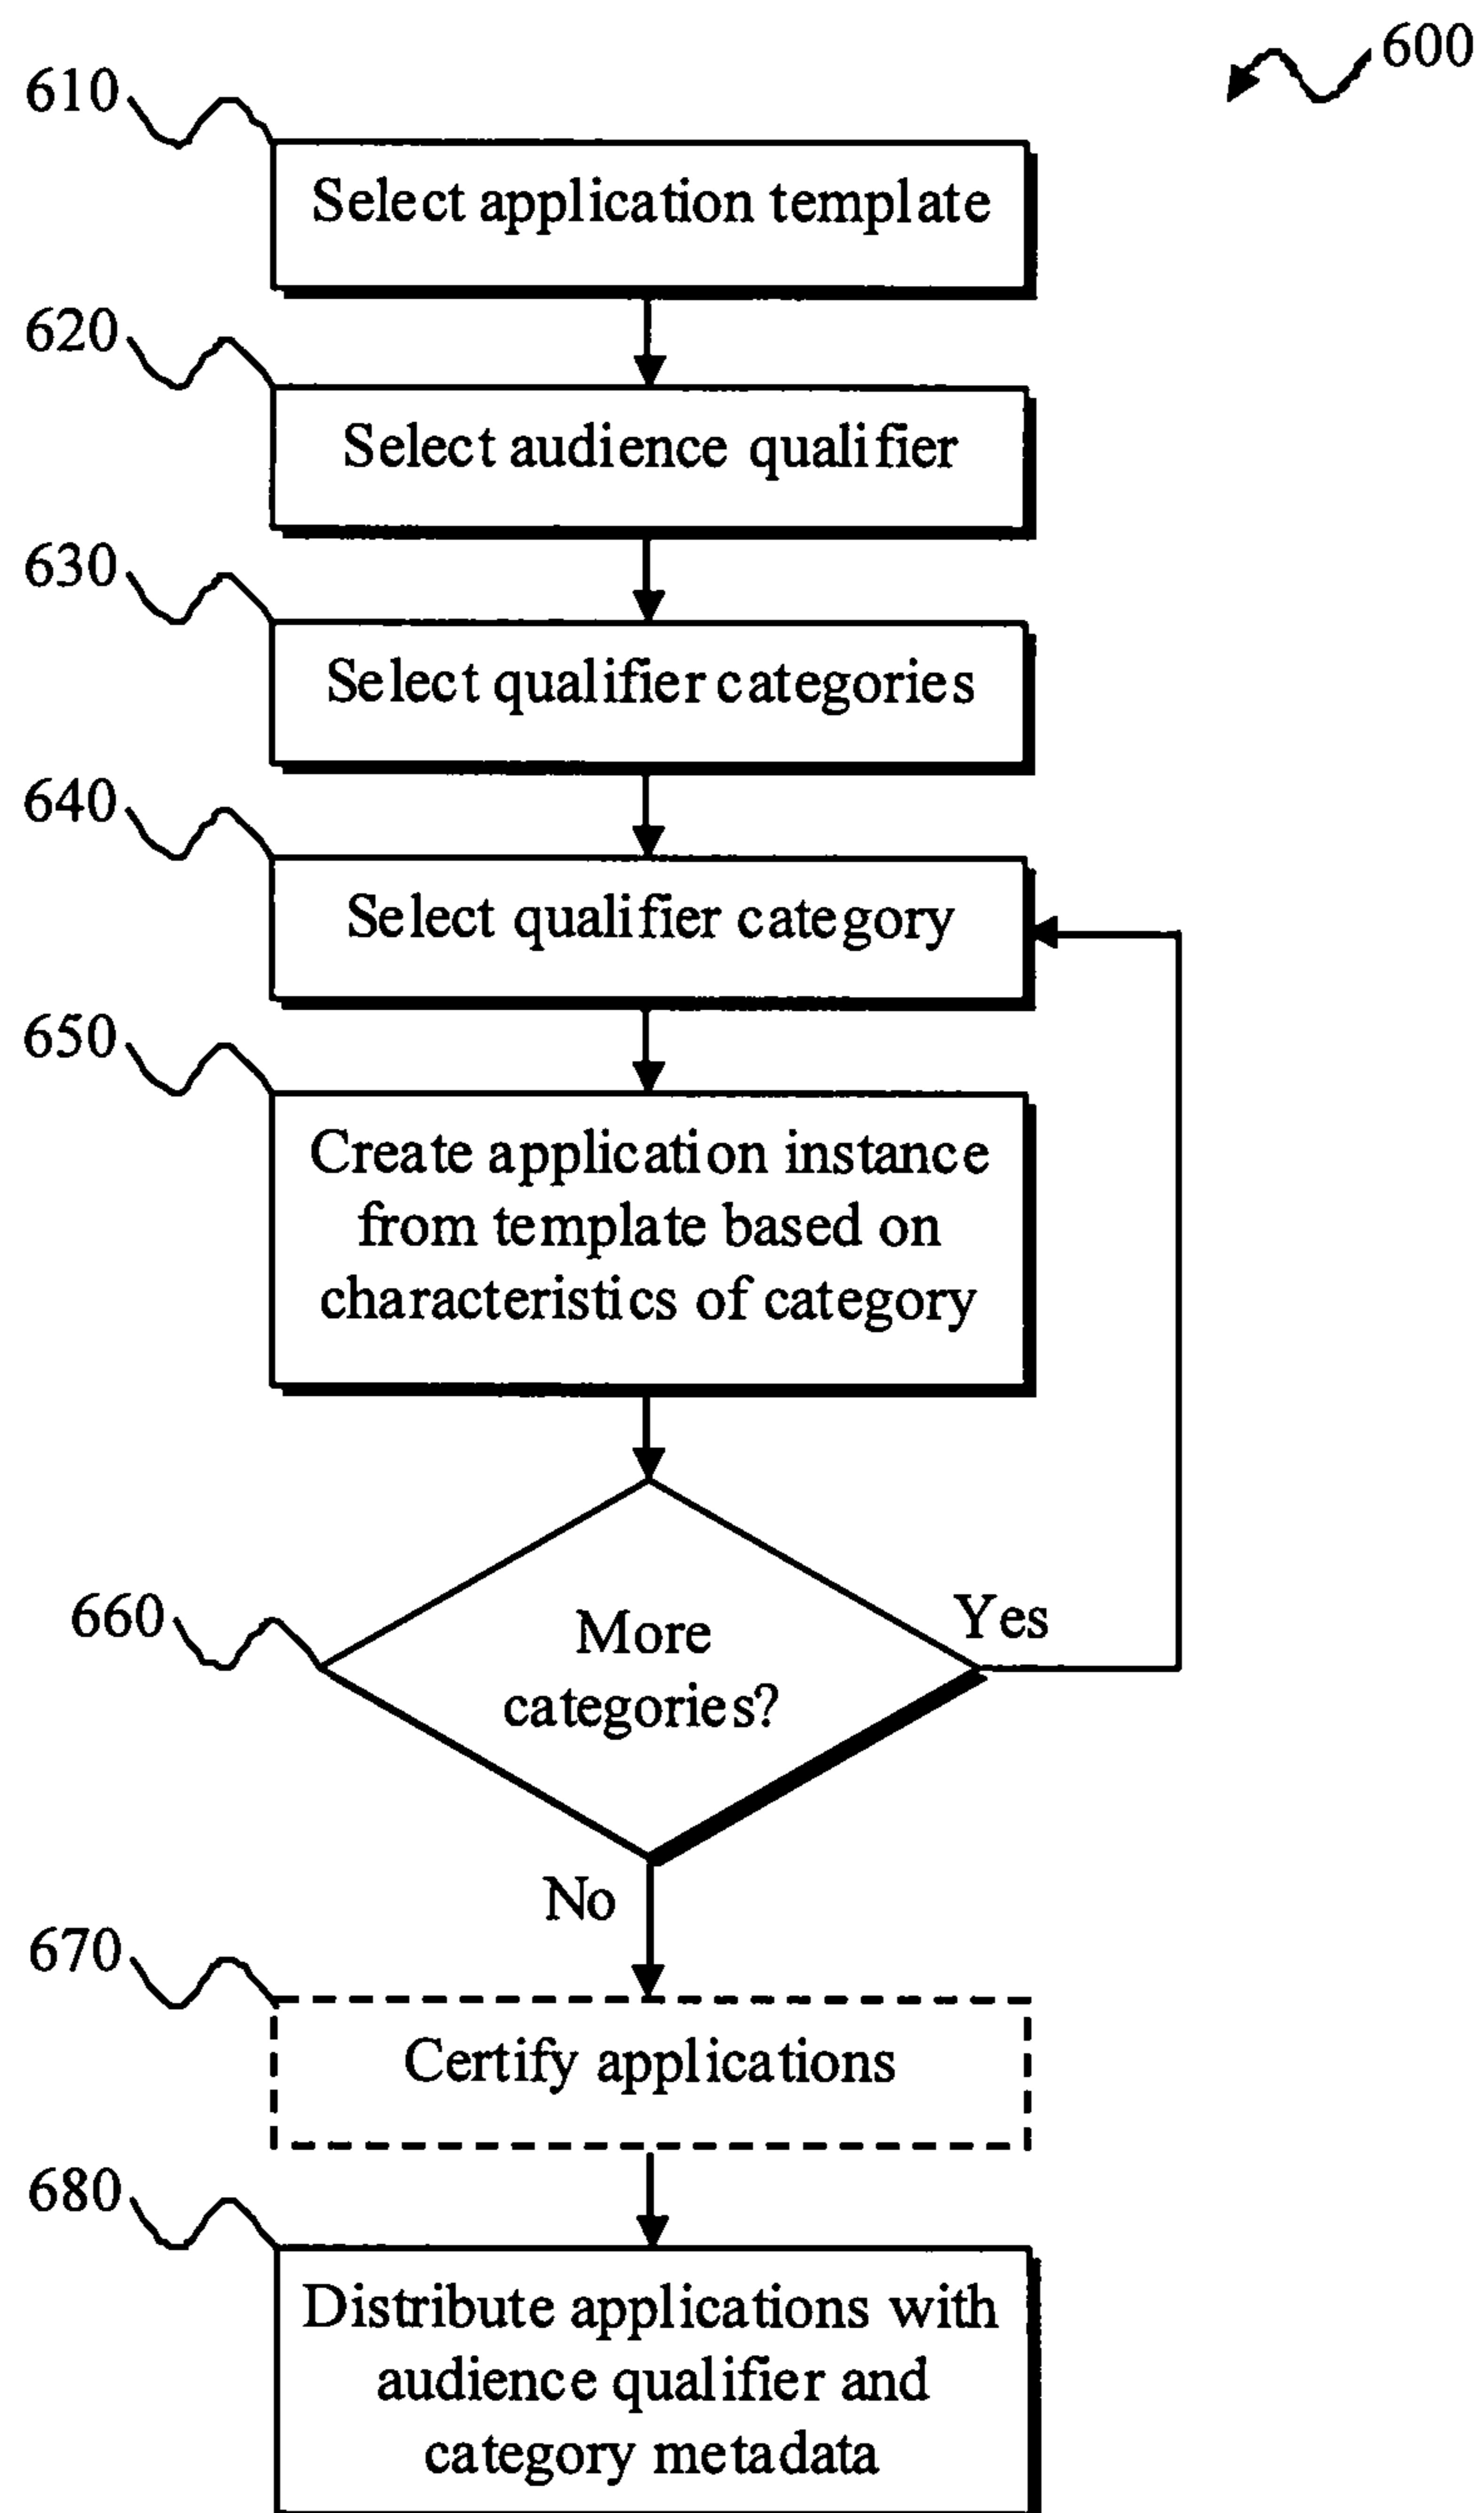 600
610
Select application template
620
Select audience qualifier
630
Select qualifier categories
640
Select qualifier category
650
Create application instance
from template based on
characteristics of category
660
More
categories?
Yes
No
670
Certify applications
680
Distribute applications with
audience qualifier and
category metadata